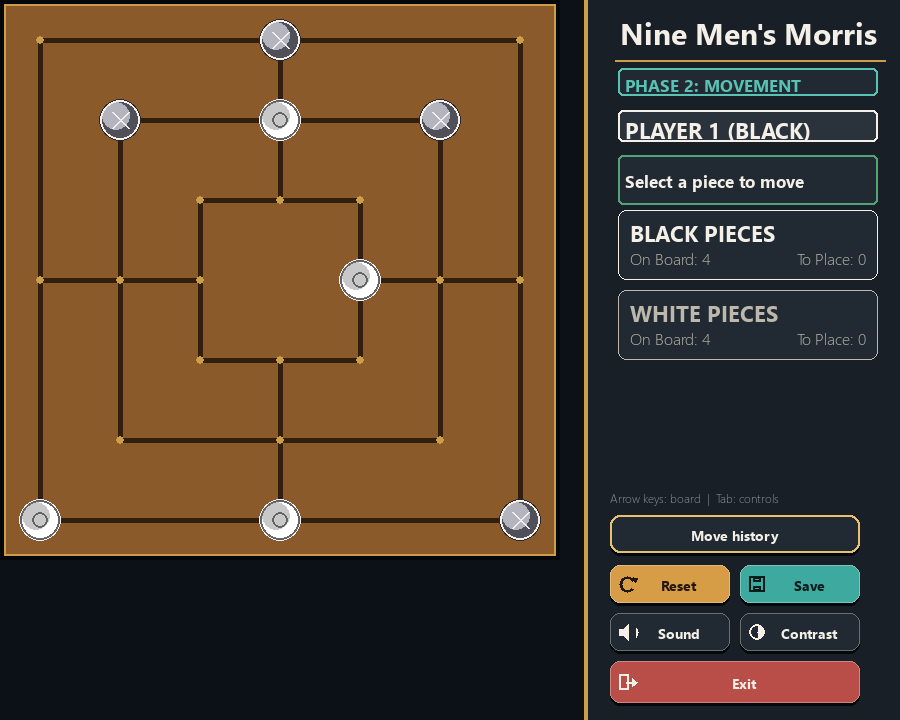 Nine Men's Morris
PHASE 2: MOVEMENT
PLAYER 1 (BLACK)
Select a piece to move
BLACK PIECES
On Board: 4 To Place: 0
WHITE PIECES
On Board: 4 To Place: 0
Arrow keys: board | Tab: controls
Move history
Reset Save
Sound Contrast
Exit